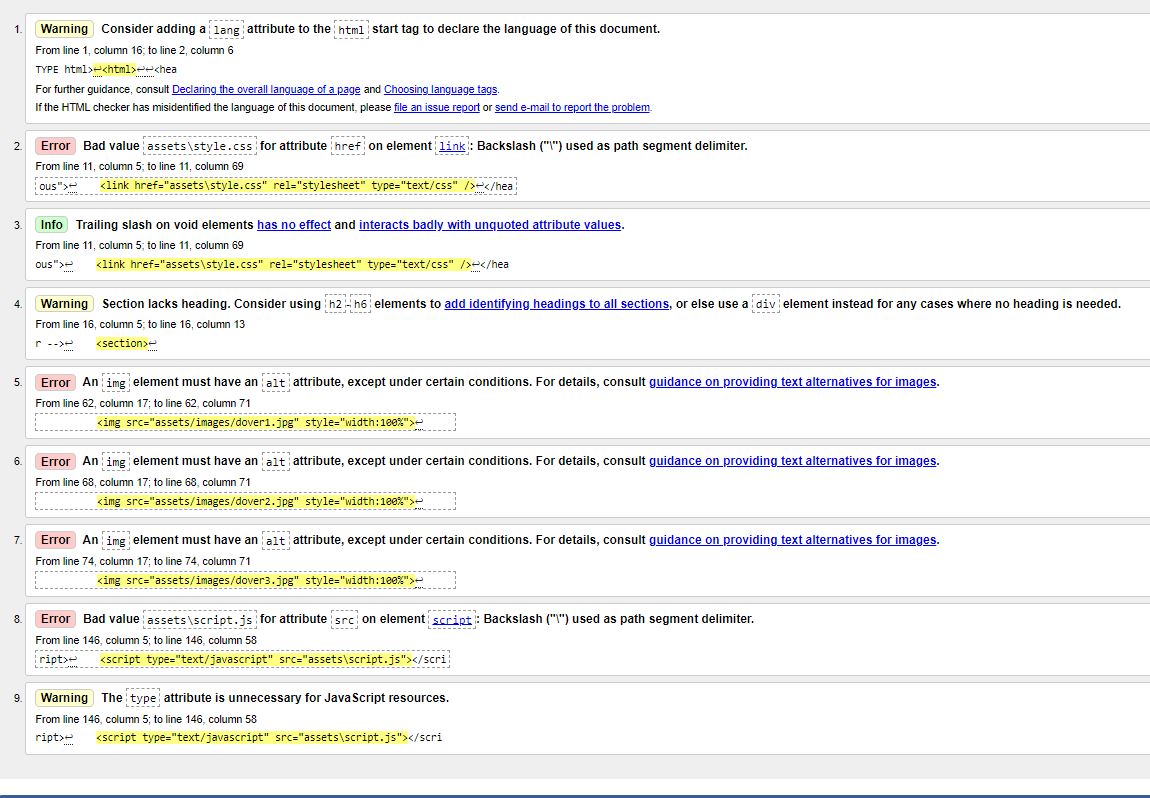 1. Warning Consider adding a lang attribute to the html start tag to declare the language of this document.
From line 1, column 16; to line 2, column 6
TYPE html>↩<html>↩↩<hea
For further guidance, consult Declaring the overall language of a page and Choosing language tags.
If the HTML checker has misidentified the language of this document, please file an issue report or send e-mail to report the problem.
2. Error Bad value assets\style.css for attribute href on element link: Backslash ("\") used as path segment delimiter.
From line 11, column 5; to line 11, column 69
ous">↩ <link href="assets\style.css" rel="stylesheet" type="text/css" />↩</hea
3. Info Trailing slash on void elements has no effect and interacts badly with unquoted attribute values.
From line 11, column 5; to line 11, column 69
ous">↩ <link href="assets\style.css" rel="stylesheet" type="text/css" />↩</hea
4. Warning Section lacks heading. Consider using h2-h6 elements to add identifying headings to all sections, or else use a div element instead for any cases where no heading is needed.
From line 16, column 5; to line 16, column 13
r -->↩ <section>↩
5. Error An img element must have an alt attribute, except under certain conditions. For details, consult guidance on providing text alternatives for images.
From line 62, column 17; to line 62, column 71
<img src="assets/images/dover1.jpg" style="width:100%">↩
6. Error An img element must have an alt attribute, except under certain conditions. For details, consult guidance on providing text alternatives for images.
From line 68, column 17; to line 68, column 71
<img src="assets/images/dover2.jpg" style="width:100%">↩
7. Error An img element must have an alt attribute, except under certain conditions. For details, consult guidance on providing text alternatives for images.
From line 74, column 17; to line 74, column 71
<img src="assets/images/dover3.jpg" style="width:100%">↩
8. Error Bad value assets\script.js for attribute src on element script: Backslash ("\") used as path segment delimiter.
From line 146, column 5; to line 146, column 58
ript>↩ <script type="text/javascript" src="assets\script.js"></scri
9. Warning The type attribute is unnecessary for JavaScript resources.
From line 146, column 5; to line 146, column 58
ript>↩ <script type="text/javascript" src="assets\script.js"></scri